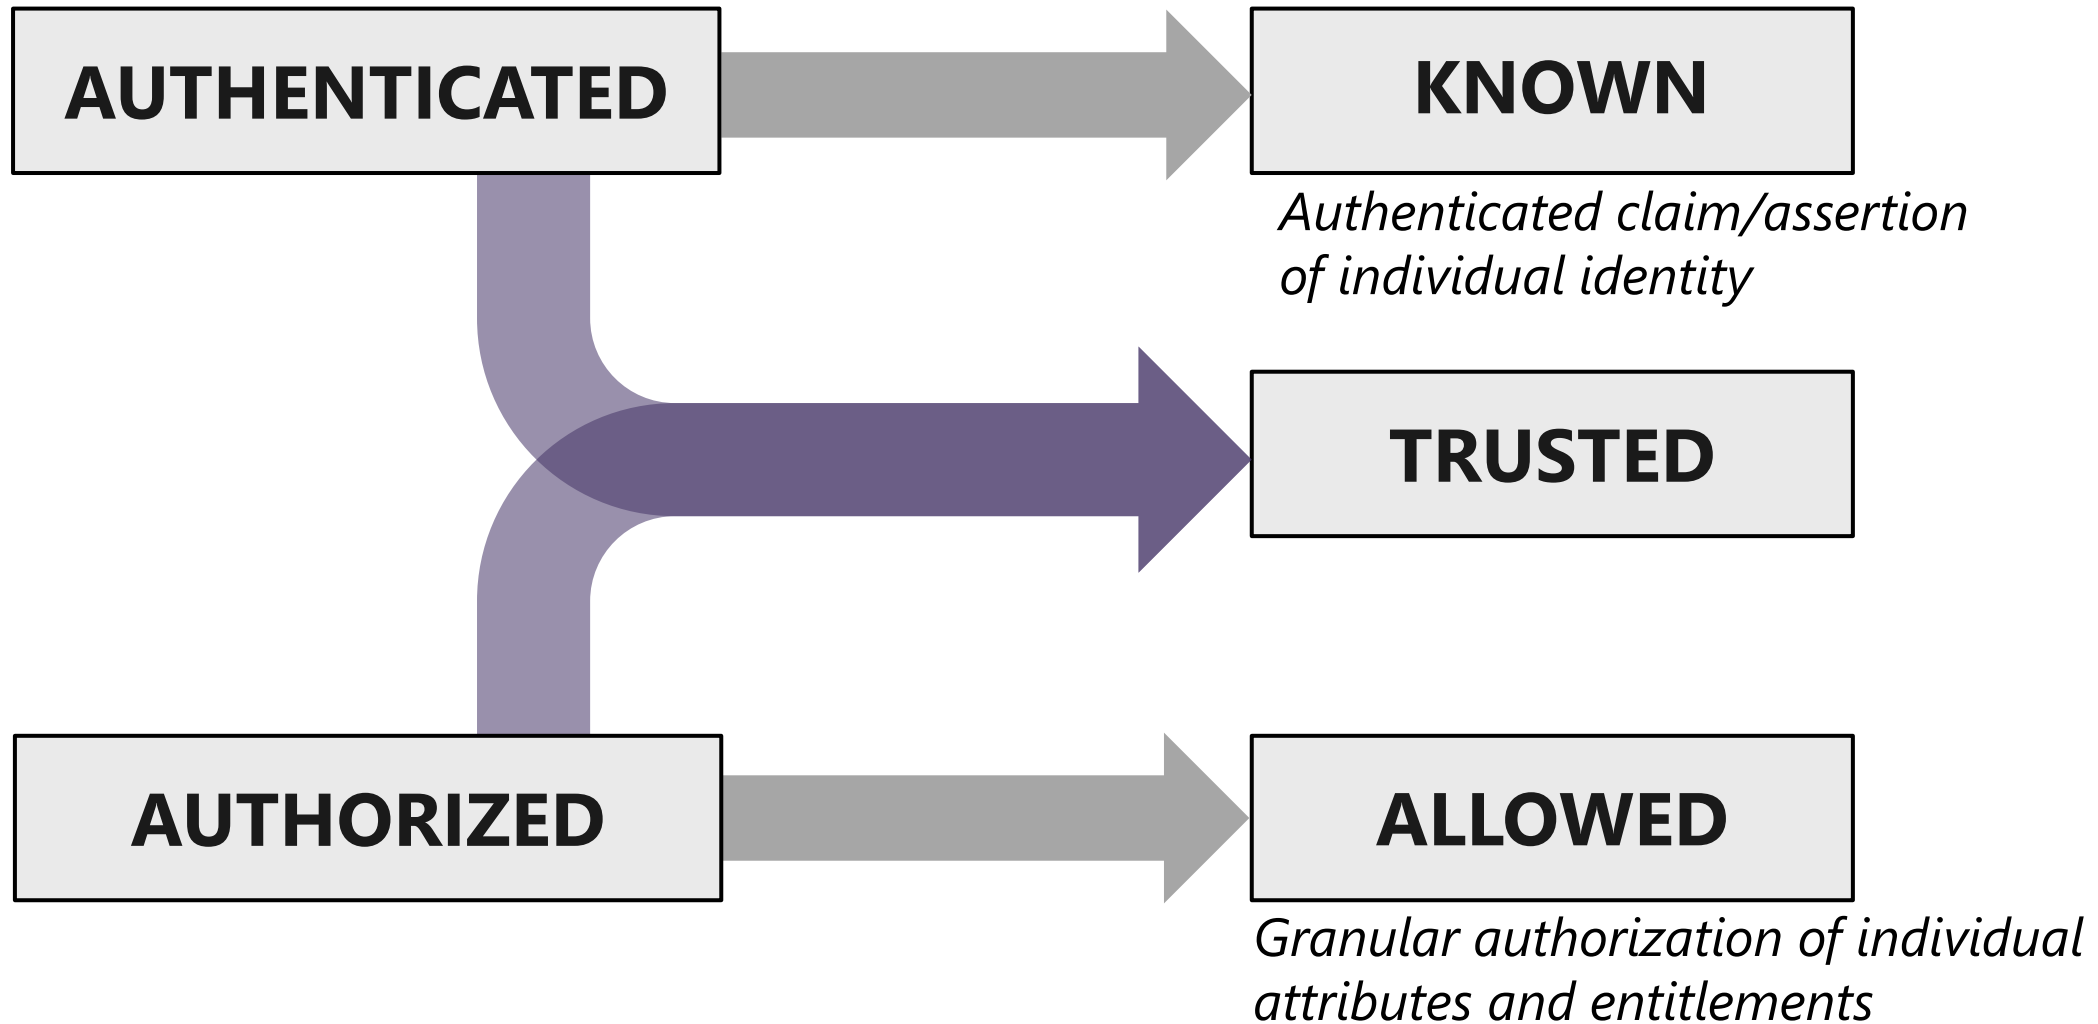 AUTHENTICATED
KNOWN
Authenticated claim/assertion
of individual identity
TRUSTED
AUTHORIZED
ALLOWED
Granular authorization of individual
attributes and entitlements